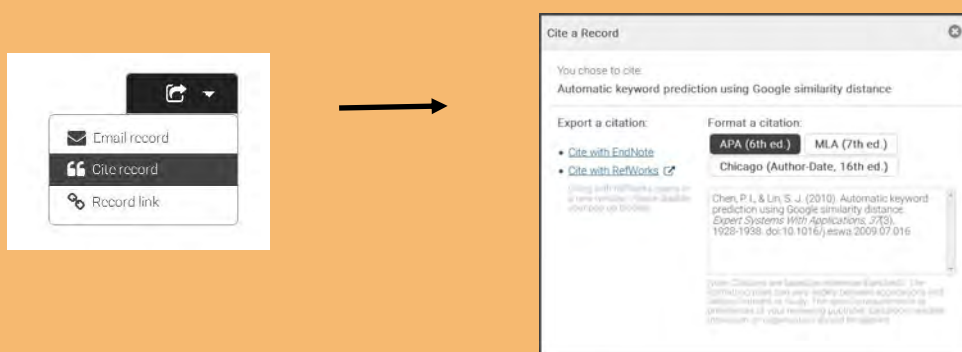 Email record
Cite record
Record link
Cite a Record
You chose to cite:
Automatic keyword prediction using Google similarity distance
Export a citation:
Cite with EndNote
Cite with RefWorks
Format a citation:
APA (6th ed.)
MLA (7th ed.)
Chicago (Author-Date, 16th ed.)
Chen, P. I., & Lin, S. J. (2010). Automatic keyword
prediction using Google similarity distance.
Expert Systems With Applications, 37(3),
1928-1938. doi:10.1016/j.eswa.2009.07.016